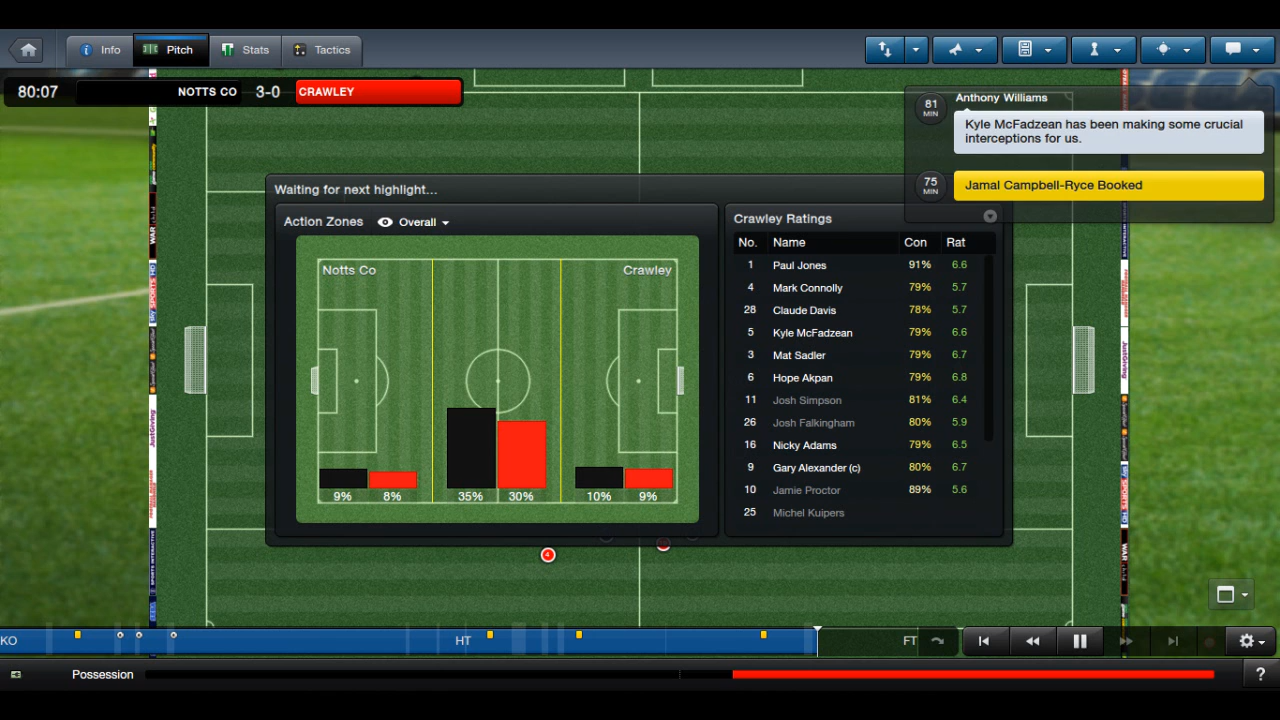 Info
Pitch
Stats
Tactics
80:07
NOTTS CO
3-0
CRAWLEY
81
MIN
Anthony Williams
Kyle McFadzean has been making some crucial
interceptions for us.
75
MIN
Jamal Campbell-Ryce Booked
Waiting for next highlight...
Action Zones
Overall
Notts Co
Crawley
9%
8%
35%
30%
10%
9%
Crawley Ratings
No. Name Con Rat
1 Paul Jones 91% 6.6
4 Mark Connolly 79% 5.7
28 Claude Davis 78% 5.7
5 Kyle McFadzean 79% 6.6
3 Mat Sadler 79% 6.7
6 Hope Akpan 79% 6.8
11 Josh Simpson 81% 6.4
26 Josh Falkingham 80% 5.9
16 Nicky Adams 79% 6.5
9 Gary Alexander (c) 80% 6.7
10 Jamie Proctor 89% 5.6
25 Michel Kuipers
4
WAR
JustGiving
JustGiving
WAR
KO
HT
FT
Possession
?